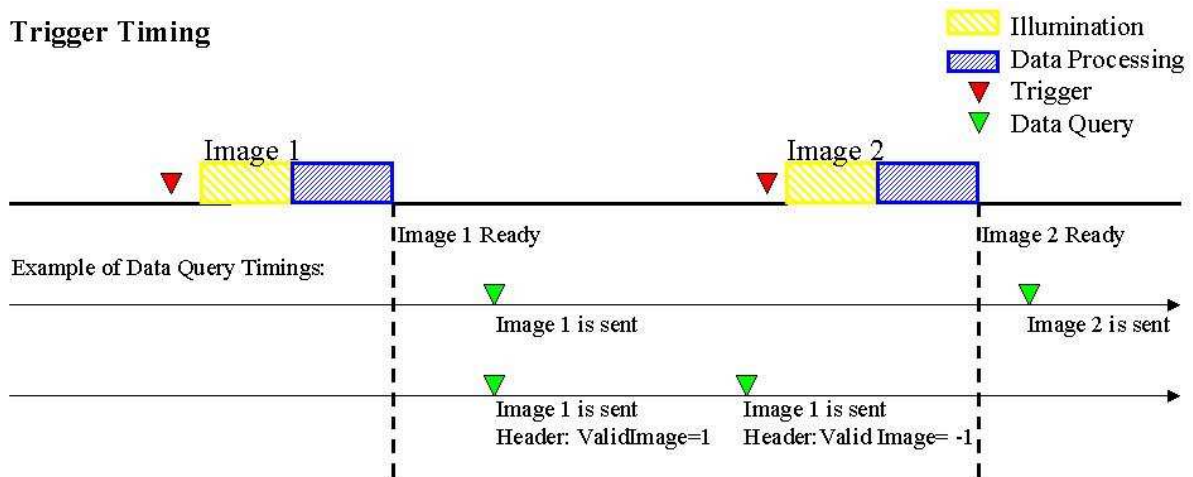 Trigger Timing
Illumination
Data Processing
Trigger
Data Query
Image 1
Image 2
Image 1 Ready
Image 2 Ready
Example of Data Query Timings:
Image 1 is sent
Image 2 is sent
Image 1 is sent
Header: ValidImage=1
Image 1 is sent
Header:Valid Image= -1